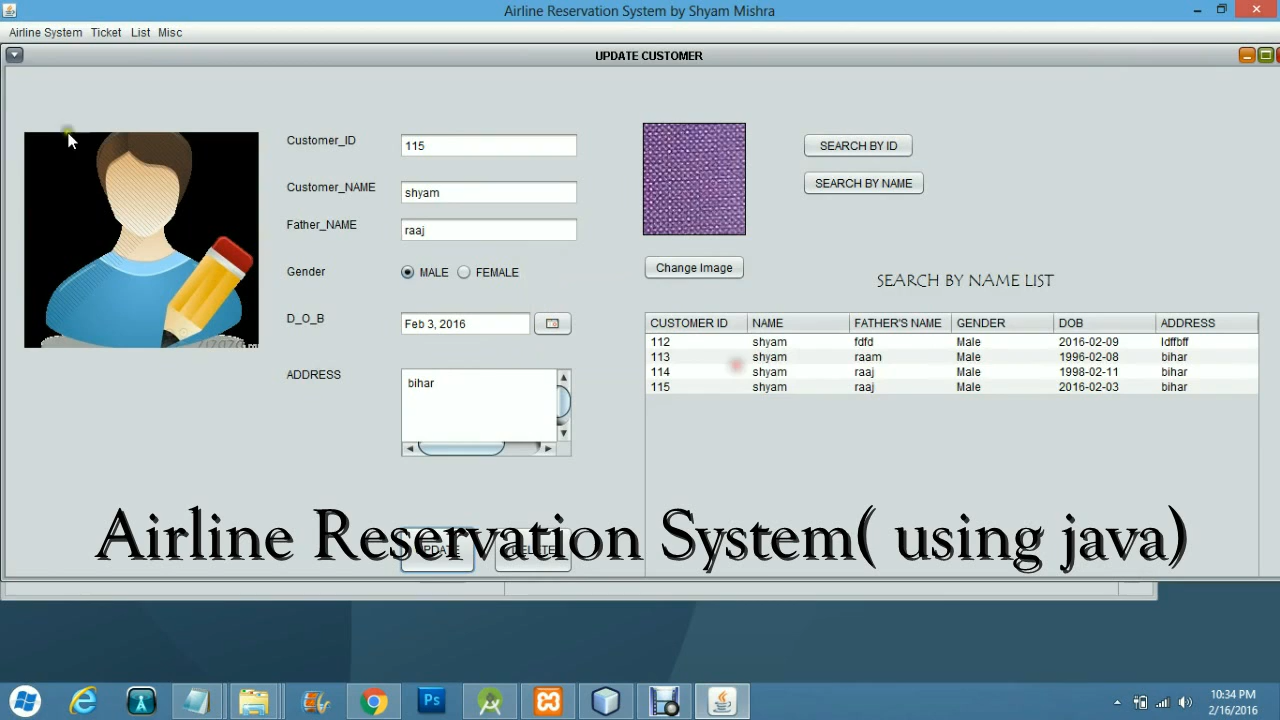 Airline Reservation System by Shyam Mishra
Airline System Ticket List Misc
UPDATE CUSTOMER
Customer_ID 115
Customer_NAME shyam
Father_NAME raaj
Gender MALE FEMALE
D_O_B Feb 3, 2016
ADDRESS bihar
SEARCH BY ID
SEARCH BY NAME
Change Image
SEARCH BY NAME LIST
CUSTOMER ID NAME FATHER'S NAME GENDER DOB ADDRESS
112 shyam fdfd Male 2016-02-09 ldffbff
113 shyam raam Male 1996-02-08 bihar
114 shyam raaj Male 1998-02-11 bihar
115 shyam raaj Male 2016-02-03 bihar
UPDATE DELETE
Airline Reservation System( using java)
Ps
10:34 PM
2/16/2016